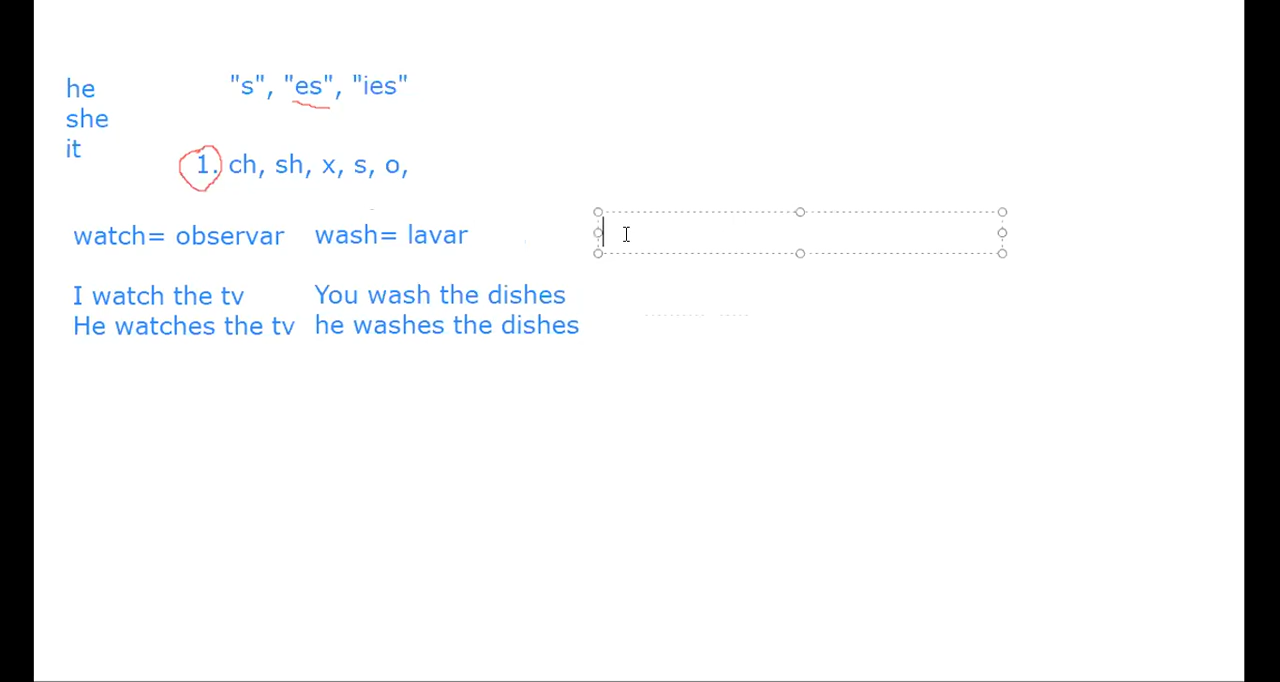 he
she
it
"s", "es", "ies"
1. ch, sh, x, s, o,
watch= observar
I watch the tv
He watches the tv
wash= lavar
You wash the dishes
he washes the dishes